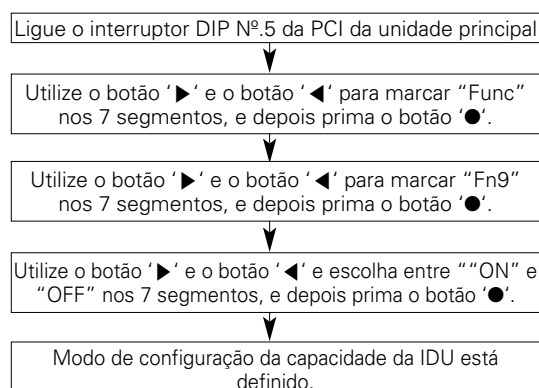 Ligue o interruptor DIP Nº.5 da PCI da unidade principal
Utilize o botão ‘▶‘ e o botão ‘◀‘ para marcar “Func”
nos 7 segmentos, e depois prima o botão ‘●‘.
Utilize o botão ‘▶‘ e o botão ‘◀‘ para marcar “Fn9”
nos 7 segmentos, e depois prima o botão ‘●‘.
Utilize o botão ‘▶‘ e o botão ‘◀‘ e escolha entre ““ON” e
“OFF” nos 7 segmentos, e depois prima o botão ‘●‘.
Modo de configuração da capacidade da IDU está
definido.